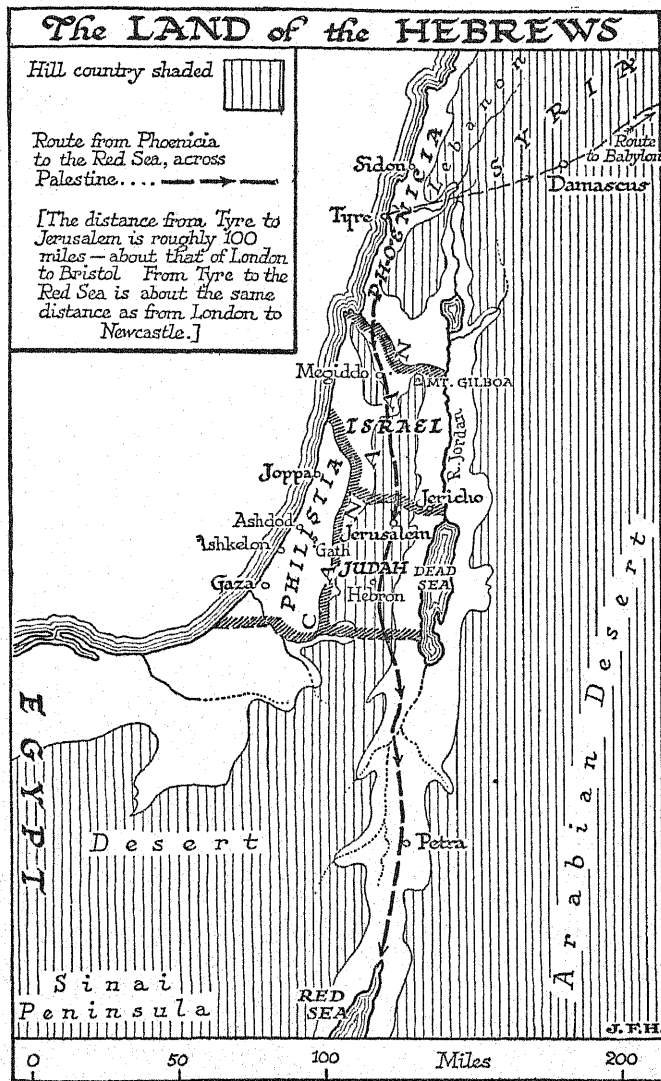 The LAND of the HEBREWS
Hill country shaded
Route from Phoenicia
to the Red Sea, across
Palestine....
[The distance from Tyre to
Jerusalem is roughly 100
miles — about that of London
to Bristol From Tyre to the
Red Sea is about the same
distance as from London to
Newcastle.]
SYRIA
Lebanon
Route
to Babylon
Sidon
Damascus
PHOENICIA
Tyre
Megiddo
MT. GILBOA
CANAAN
ISRAEL
R. Jordan
Joppa
PHILISTIA
Jericho
Ashdod
Jerusalem
Ashkelon
Gath
JUDAH
DEAD
SEA
Gaza
Hebron
EGYPT
Arabian Desert
Desert
Petra
Sinai
Peninsula
RED
SEA
J.F.H.
0 50 100 Miles 200